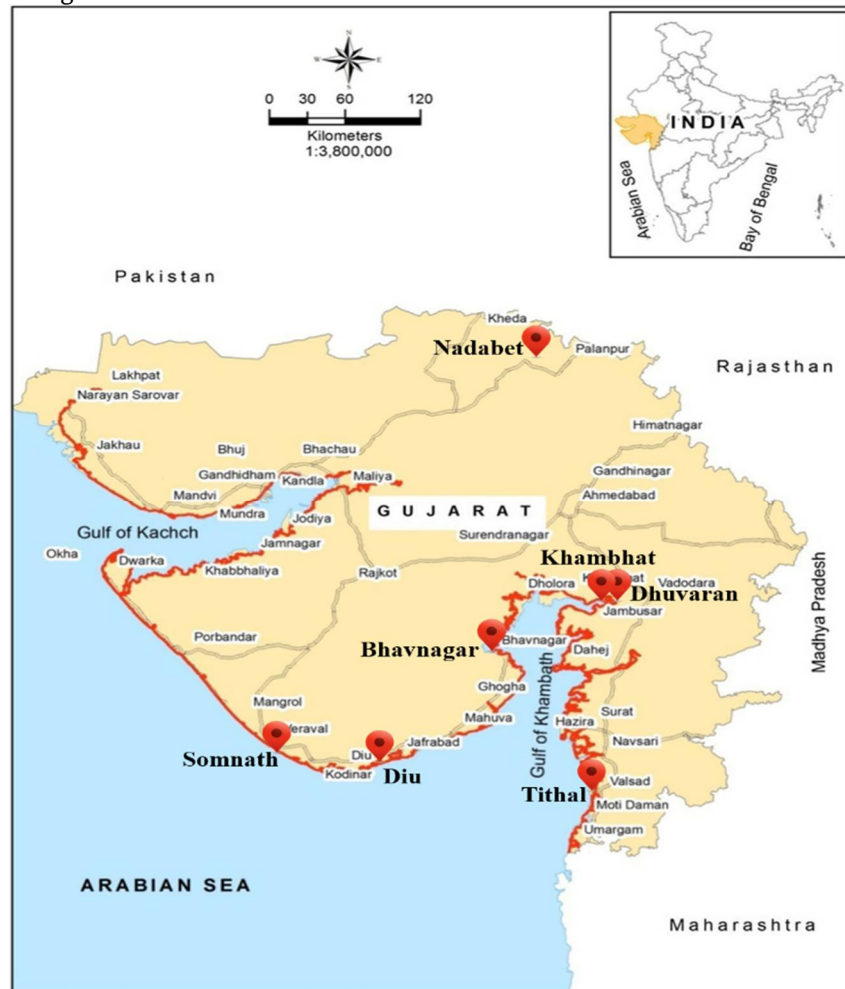 N
W E
S
0 30 60 120
Kilometers
1:3,800,000
INDIA
Arabian Sea
Bay of Bengal
Pakistan
Kheda
Nadabet
Palanpur
Rajasthan
Lakhpat
Narayan Sarovar
Himatnagar
Jakhau
Bhuj
Bhachau
Gandhidham
Kandla
Maliya
Gandhinagar
Mandvi
Ahmedabad
Mundra
GUJARAT
Jodiya
Gulf of Kachch
Surendranagar
Jamnagar
Okha
Dwarka
Khabbhaliya
Rajkot
Khambhat
Dholora
Vadodara
Dhuvaran
Jambusar
Madhya Pradesh
Porbandar
Bhavnagar
Bhavnagar
Dahej
Gulf of Khambath
Ghogha
Mangrol
Mahuva
Surat
Hazira
Somnath
Diu
Jafrabad
Navsari
Kodinar
Diu
Tithal
Valsad
Moti Daman
Umargam
ARABIAN SEA
Maharashtra